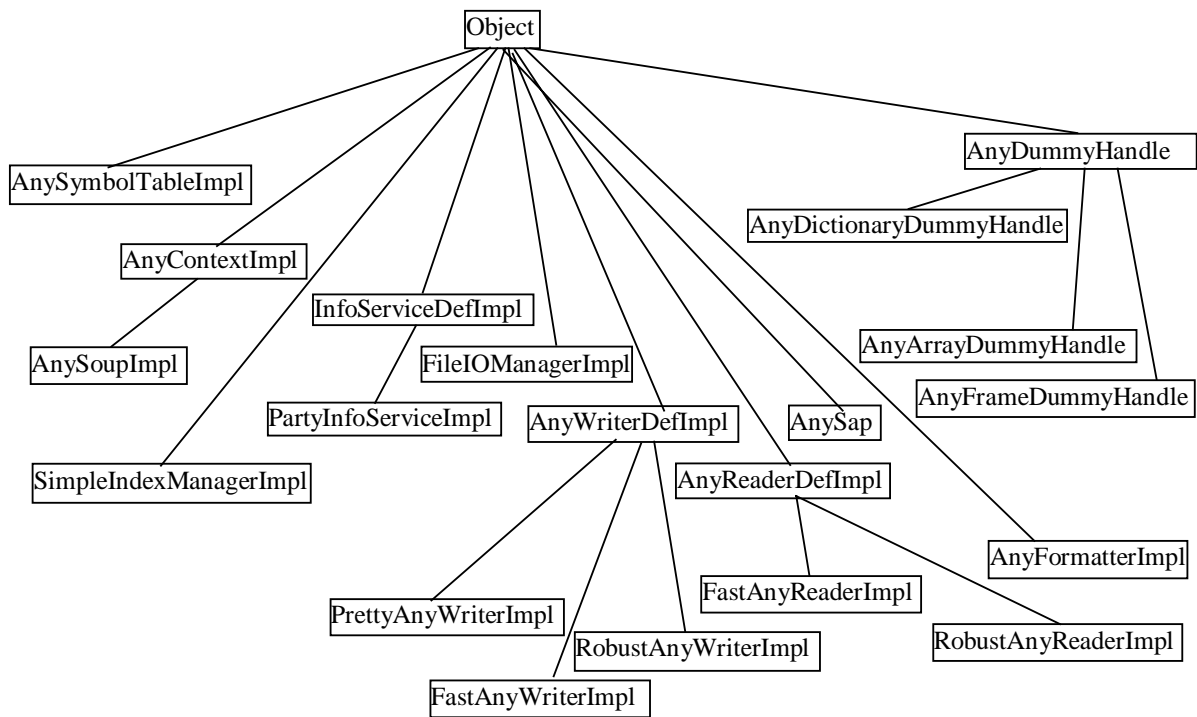 Object
AnyDummyHandle
AnySymbolTableImpl
AnyDictionaryDummyHandle
AnyContextImpl
InfoServiceDefImpl
AnyArrayDummyHandle
AnySoupImpl
FileIOManagerImpl
AnyFrameDummyHandle
PartyInfoServiceImpl
AnyWriterDefImpl
AnySap
SimpleIndexManagerImpl
AnyReaderDefImpl
AnyFormatterImpl
FastAnyReaderImpl
PrettyAnyWriterImpl
RobustAnyWriterImpl
RobustAnyReaderImpl
FastAnyWriterImpl